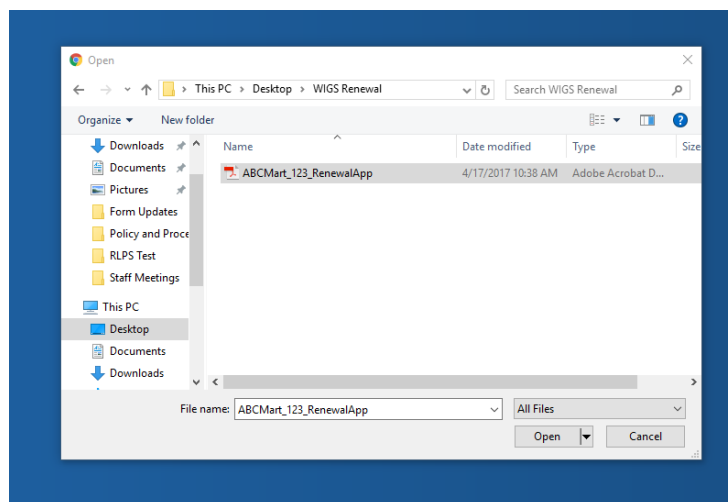 Open
This PC > Desktop > WIGS Renewal
Search WIGS Renewal
Organize
New folder
Name
Date modified
Type
Size
Downloads
Documents
Pictures
Form Updates
Policy and Proce
RLPS Test
Staff Meetings
This PC
Desktop
Documents
Downloads
ABCMart_123_RenewalApp
4/17/2017 10:38 AM
Adobe Acrobat D...
File name:
ABCMart_123_RenewalApp
All Files
Open
Cancel